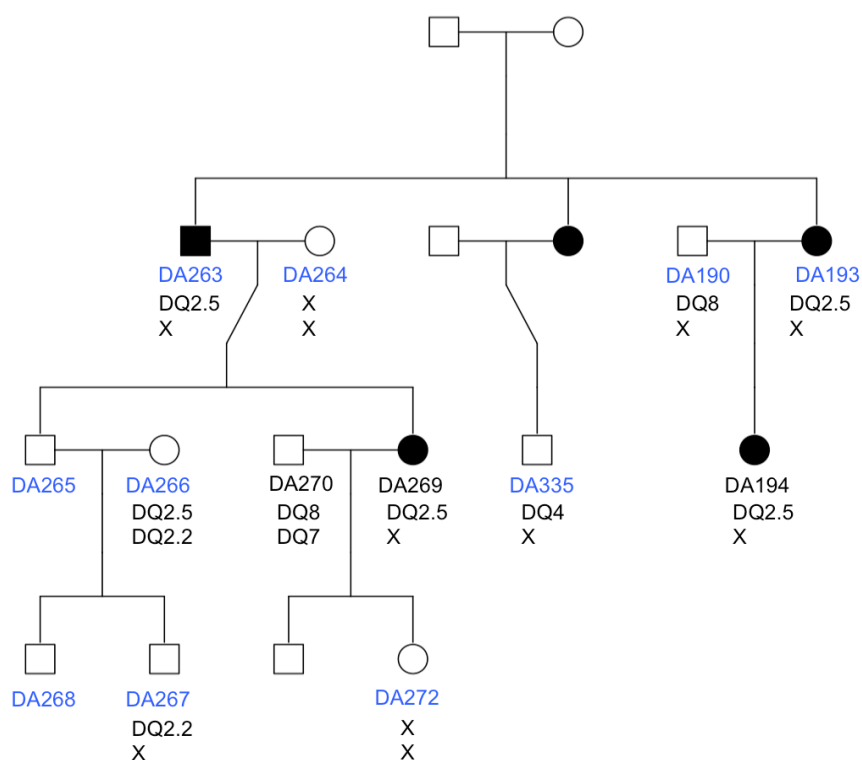 DA263 DA264 DA190 DA193
DQ2.5 X DQ8 DQ2.5
X X X X
DA265 DA266 DA270 DA269 DA335 DA194
DQ2.5 DQ8 DQ2.5 DQ4 DQ2.5
DQ2.2 DQ7 X X X
DA268 DA267 DA272
DQ2.2 X
X X